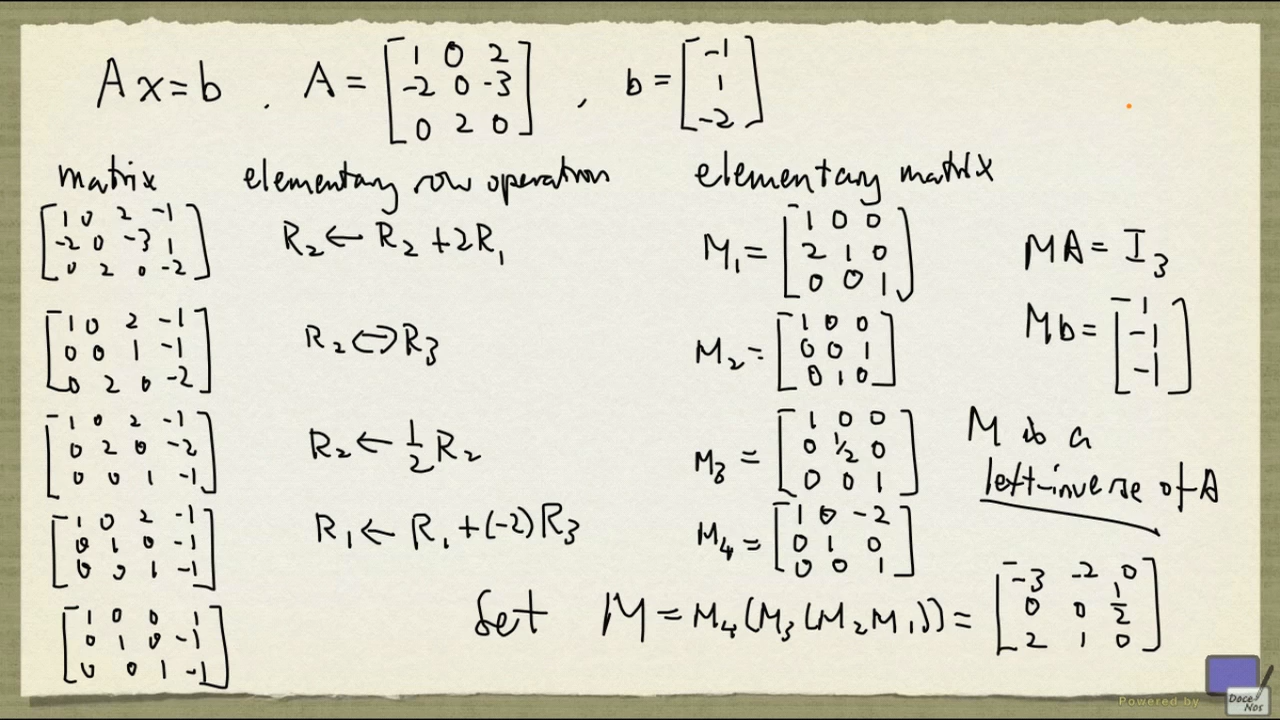 Ax=b , A = [1 0 2; -2 0 -3; 0 2 0] , b = [-1; 1; -2]
matrix elementary row operation elementary matrix
[1 0 2 -1; -2 0 -3 1; 0 2 0 -2] R₂ ← R₂ + 2R₁ M₁ = [1 0 0; 2 1 0; 0 0 1] MA = I₃
[1 0 2 -1; 0 0 1 -1; 0 2 0 -2] R₂ ⇔ R₃ M₂ = [1 0 0; 0 0 1; 0 1 0] Mb = [1; -1; -1]
[1 0 2 -1; 0 2 0 -2; 0 0 1 -1] R₂ ← 1/2 R₂ M₃ = [1 0 0; 0 1/2 0; 0 0 1] M is a
left-inverse of A
[1 0 2 -1; 0 1 0 -1; 0 0 1 -1] R₁ ← R₁ + (-2)R₃ M₄ = [1 0 -2; 0 1 0; 0 0 1]
[1 0 0 1; 0 1 0 -1; 0 0 1 -1] Set M = M₄(M₃(M₂M₁)) = [-3 -2 0; 0 0 1/2; 2 1 0]
Powered by
Doce
Nos